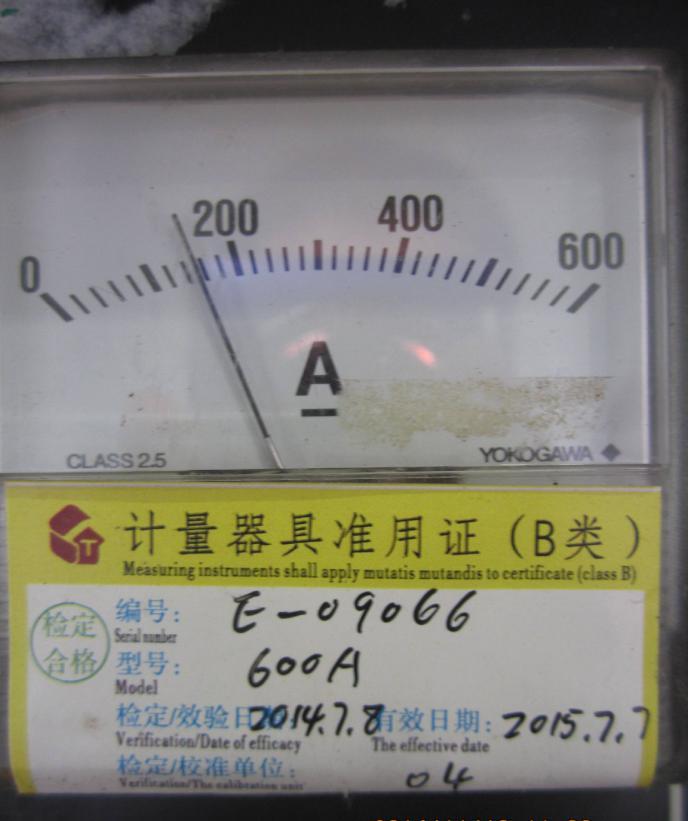 0 200 400 600
A
CLASS 2.5 YOKOGAWA
计量器具准用证（B类）
Measuring instruments shall apply mutatis mutandis to certificate (class B)
检定
合格
编号: E-09066
Serial number
型号: 600A
Model
检定/效验日期: 2014.7.8 有效日期: 2015.7.7
Verification/Date of efficacy The effective date
检定/校准单位: 04
Verification/The calibration unit